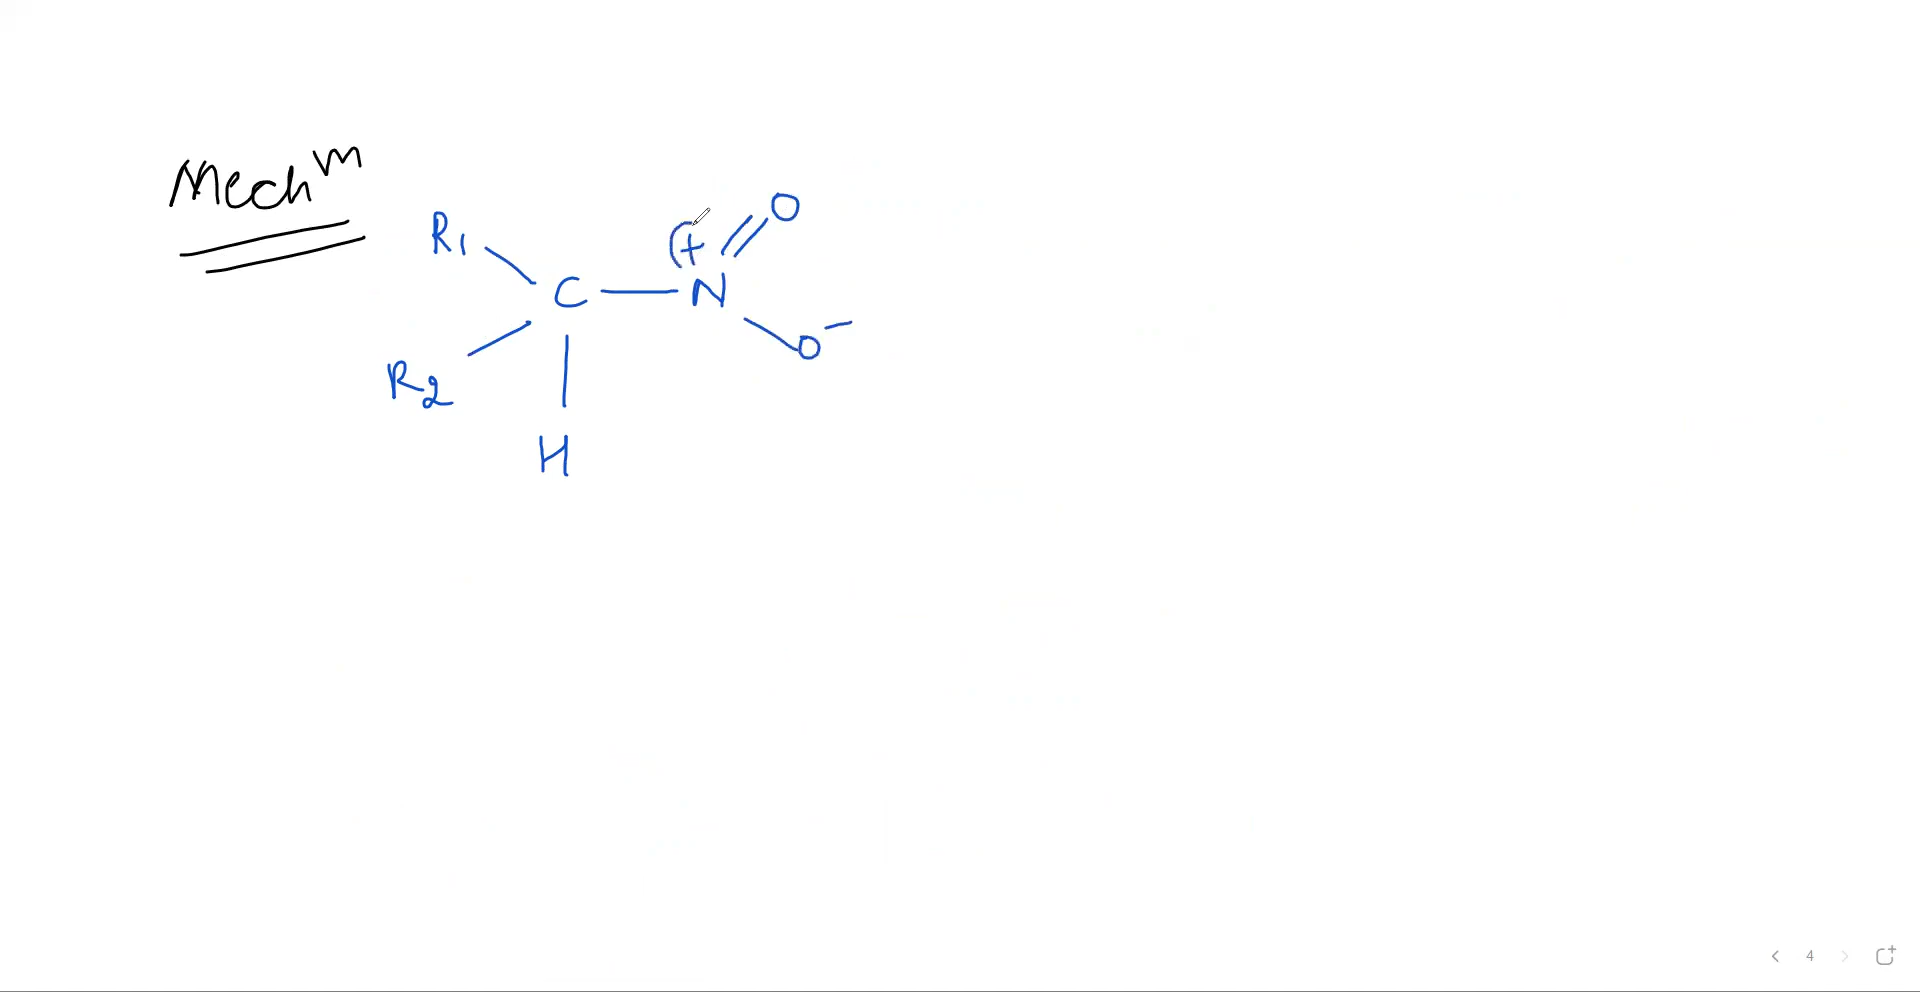 Mechᵐ
R₁ C — N (+ = O
O⁻
R₂
H
4